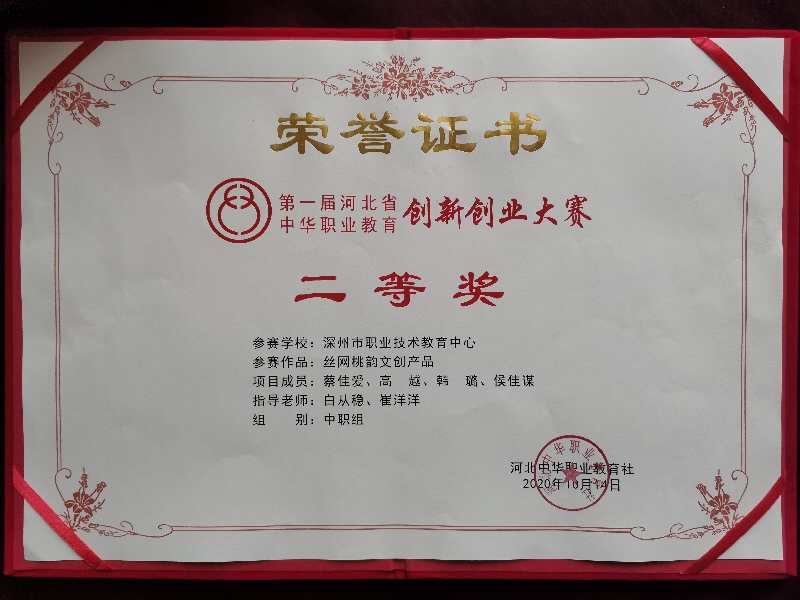 荣誉证书
第一届河北省
中华职业教育
创新创业大赛
二等奖
参赛学校：深州市职业技术教育中心
参赛作品：丝网桃韵文创产品
项目成员：蔡佳爱、高　越、韩　璐、侯佳谋
指导老师：白从稳、崔洋洋
组　　别：中职组
河北中华职业教育社
2020年10月14日